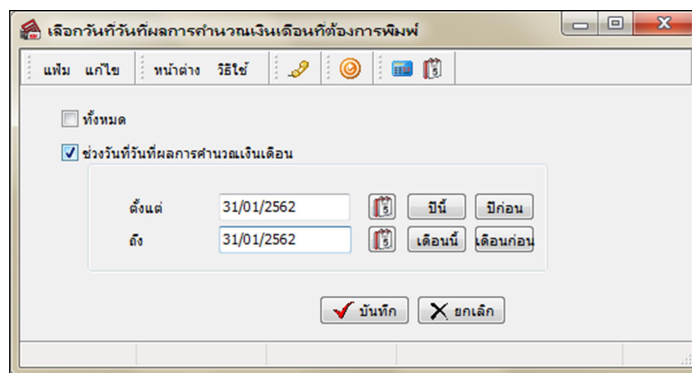 เลือกวันที่วันที่ผลการคำนวณเงินเดือนที่ต้องการพิมพ์
แฟ้ม แก้ไข หน้าต่าง วิธีใช้
ทั้งหมด
ช่วงวันที่วันที่ผลการคำนวณเงินเดือน
ตั้งแต่ 31/01/2562 5 ปีนี้ ปีก่อน
ถึง 31/01/2562 5 เดือนนี้ เดือนก่อน
บันทึก ยกเลิก